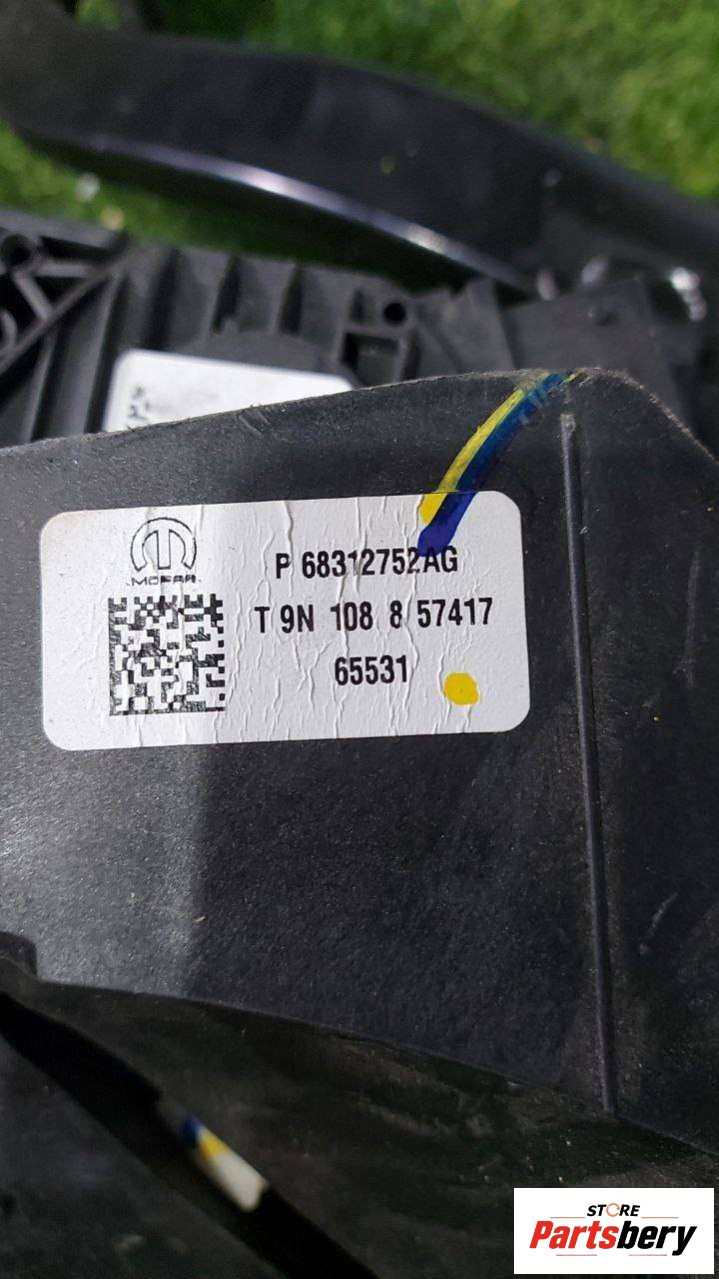 MOPAR
P 68312752AG
T 9N 108 8 57417
65531
STORE
Partsbery